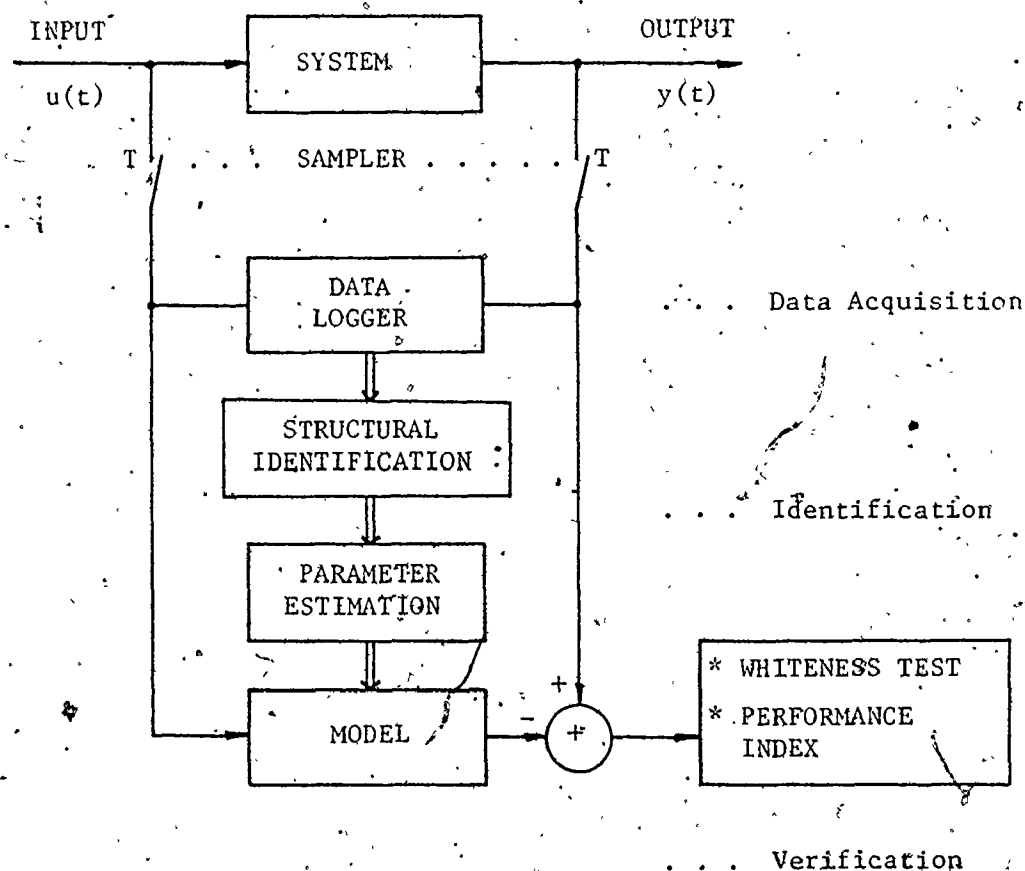 INPUT
OUTPUT
SYSTEM
u(t)
y(t)
T . . . SAMPLER . . . . . T
DATA
LOGGER
. . . Data Acquisition
STRUCTURAL
IDENTIFICATION
. . . Identification
PARAMETER
ESTIMATION
+
-
+
MODEL
* WHITENESS TEST
* PERFORMANCE
INDEX
. . . Verification